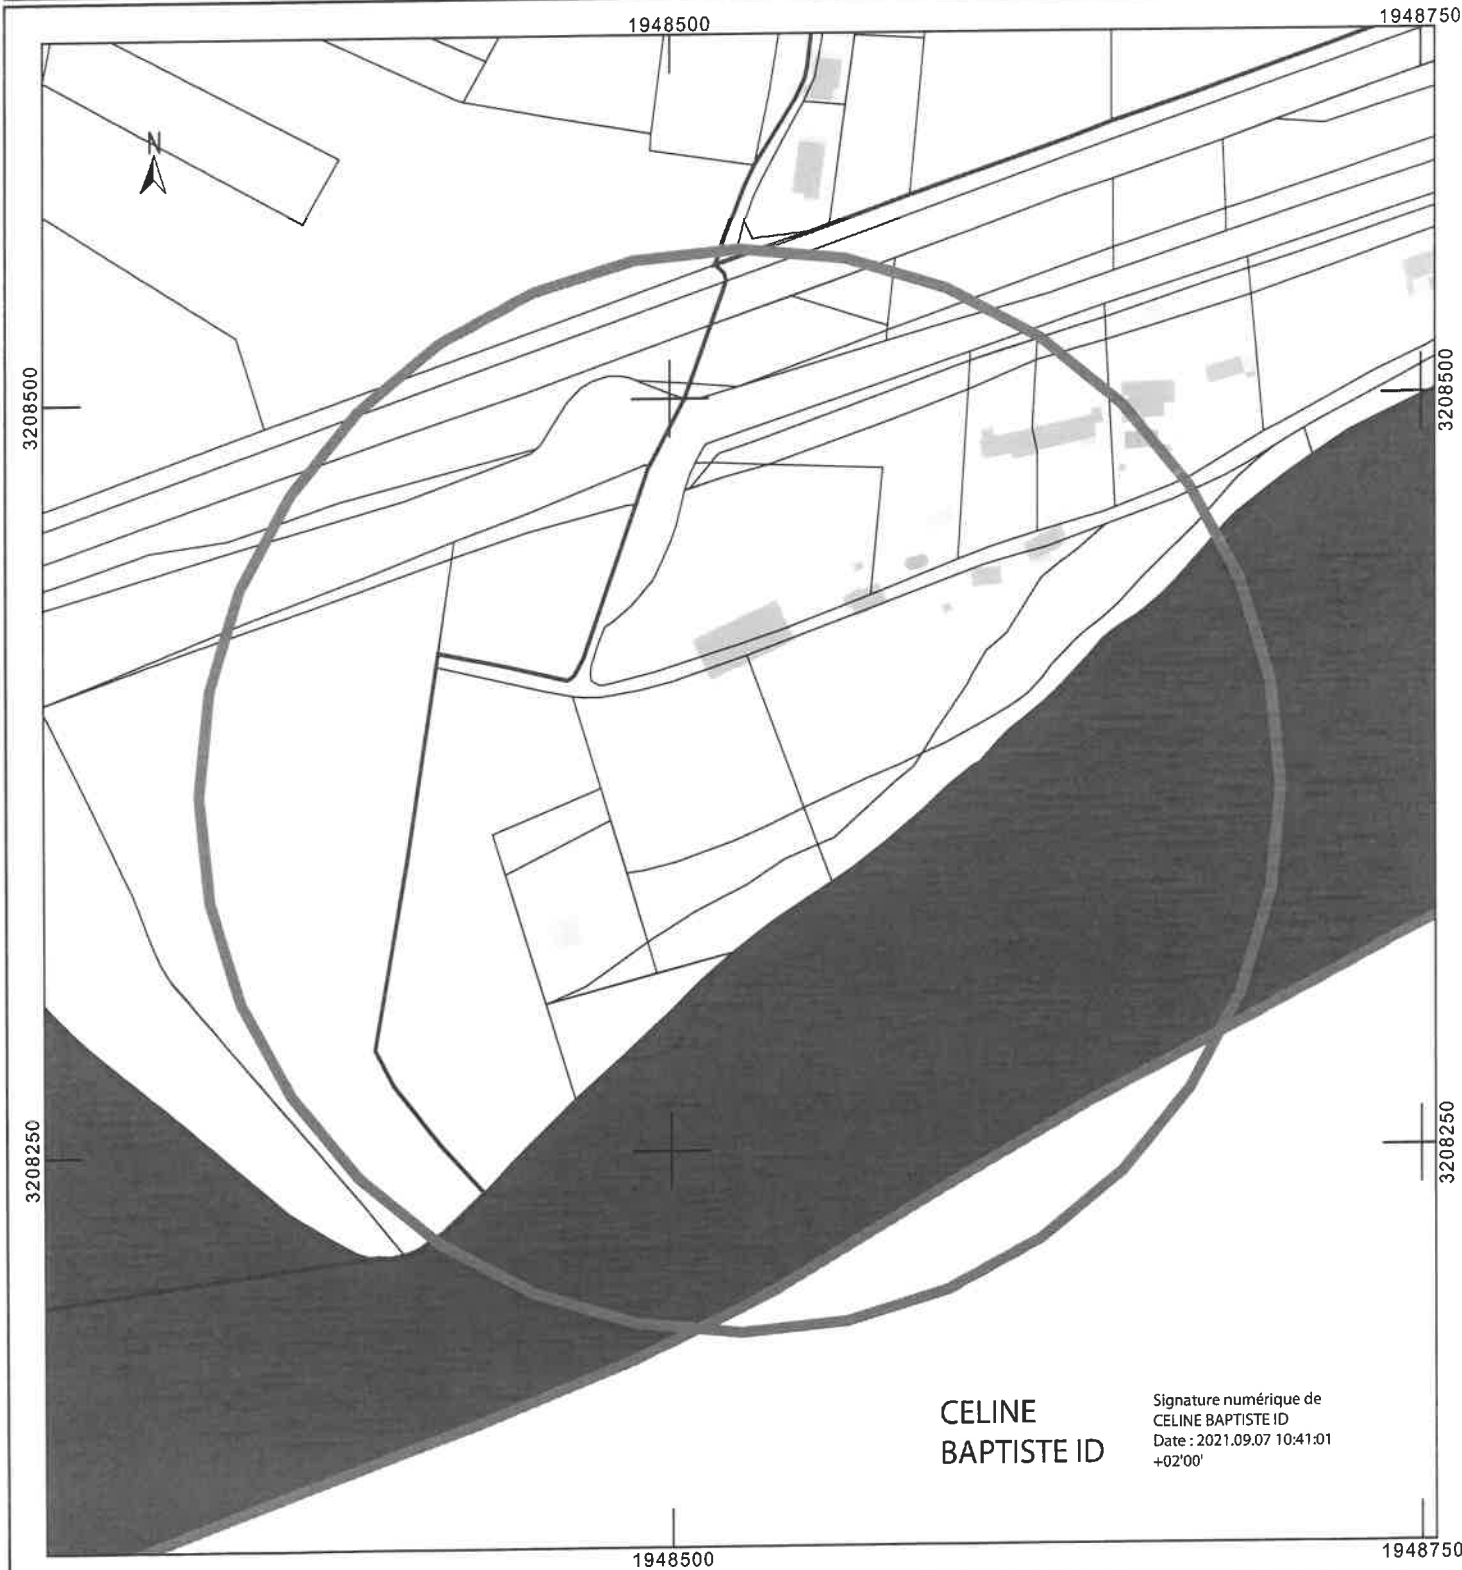 1948500
1948750
N
3208500
3208500
3208250
3208250
CELINE
BAPTISTE ID
Signature numérique de
CELINE BAPTISTE ID
Date : 2021.09.07 10:41:01
+02'00'
1948500
1948750